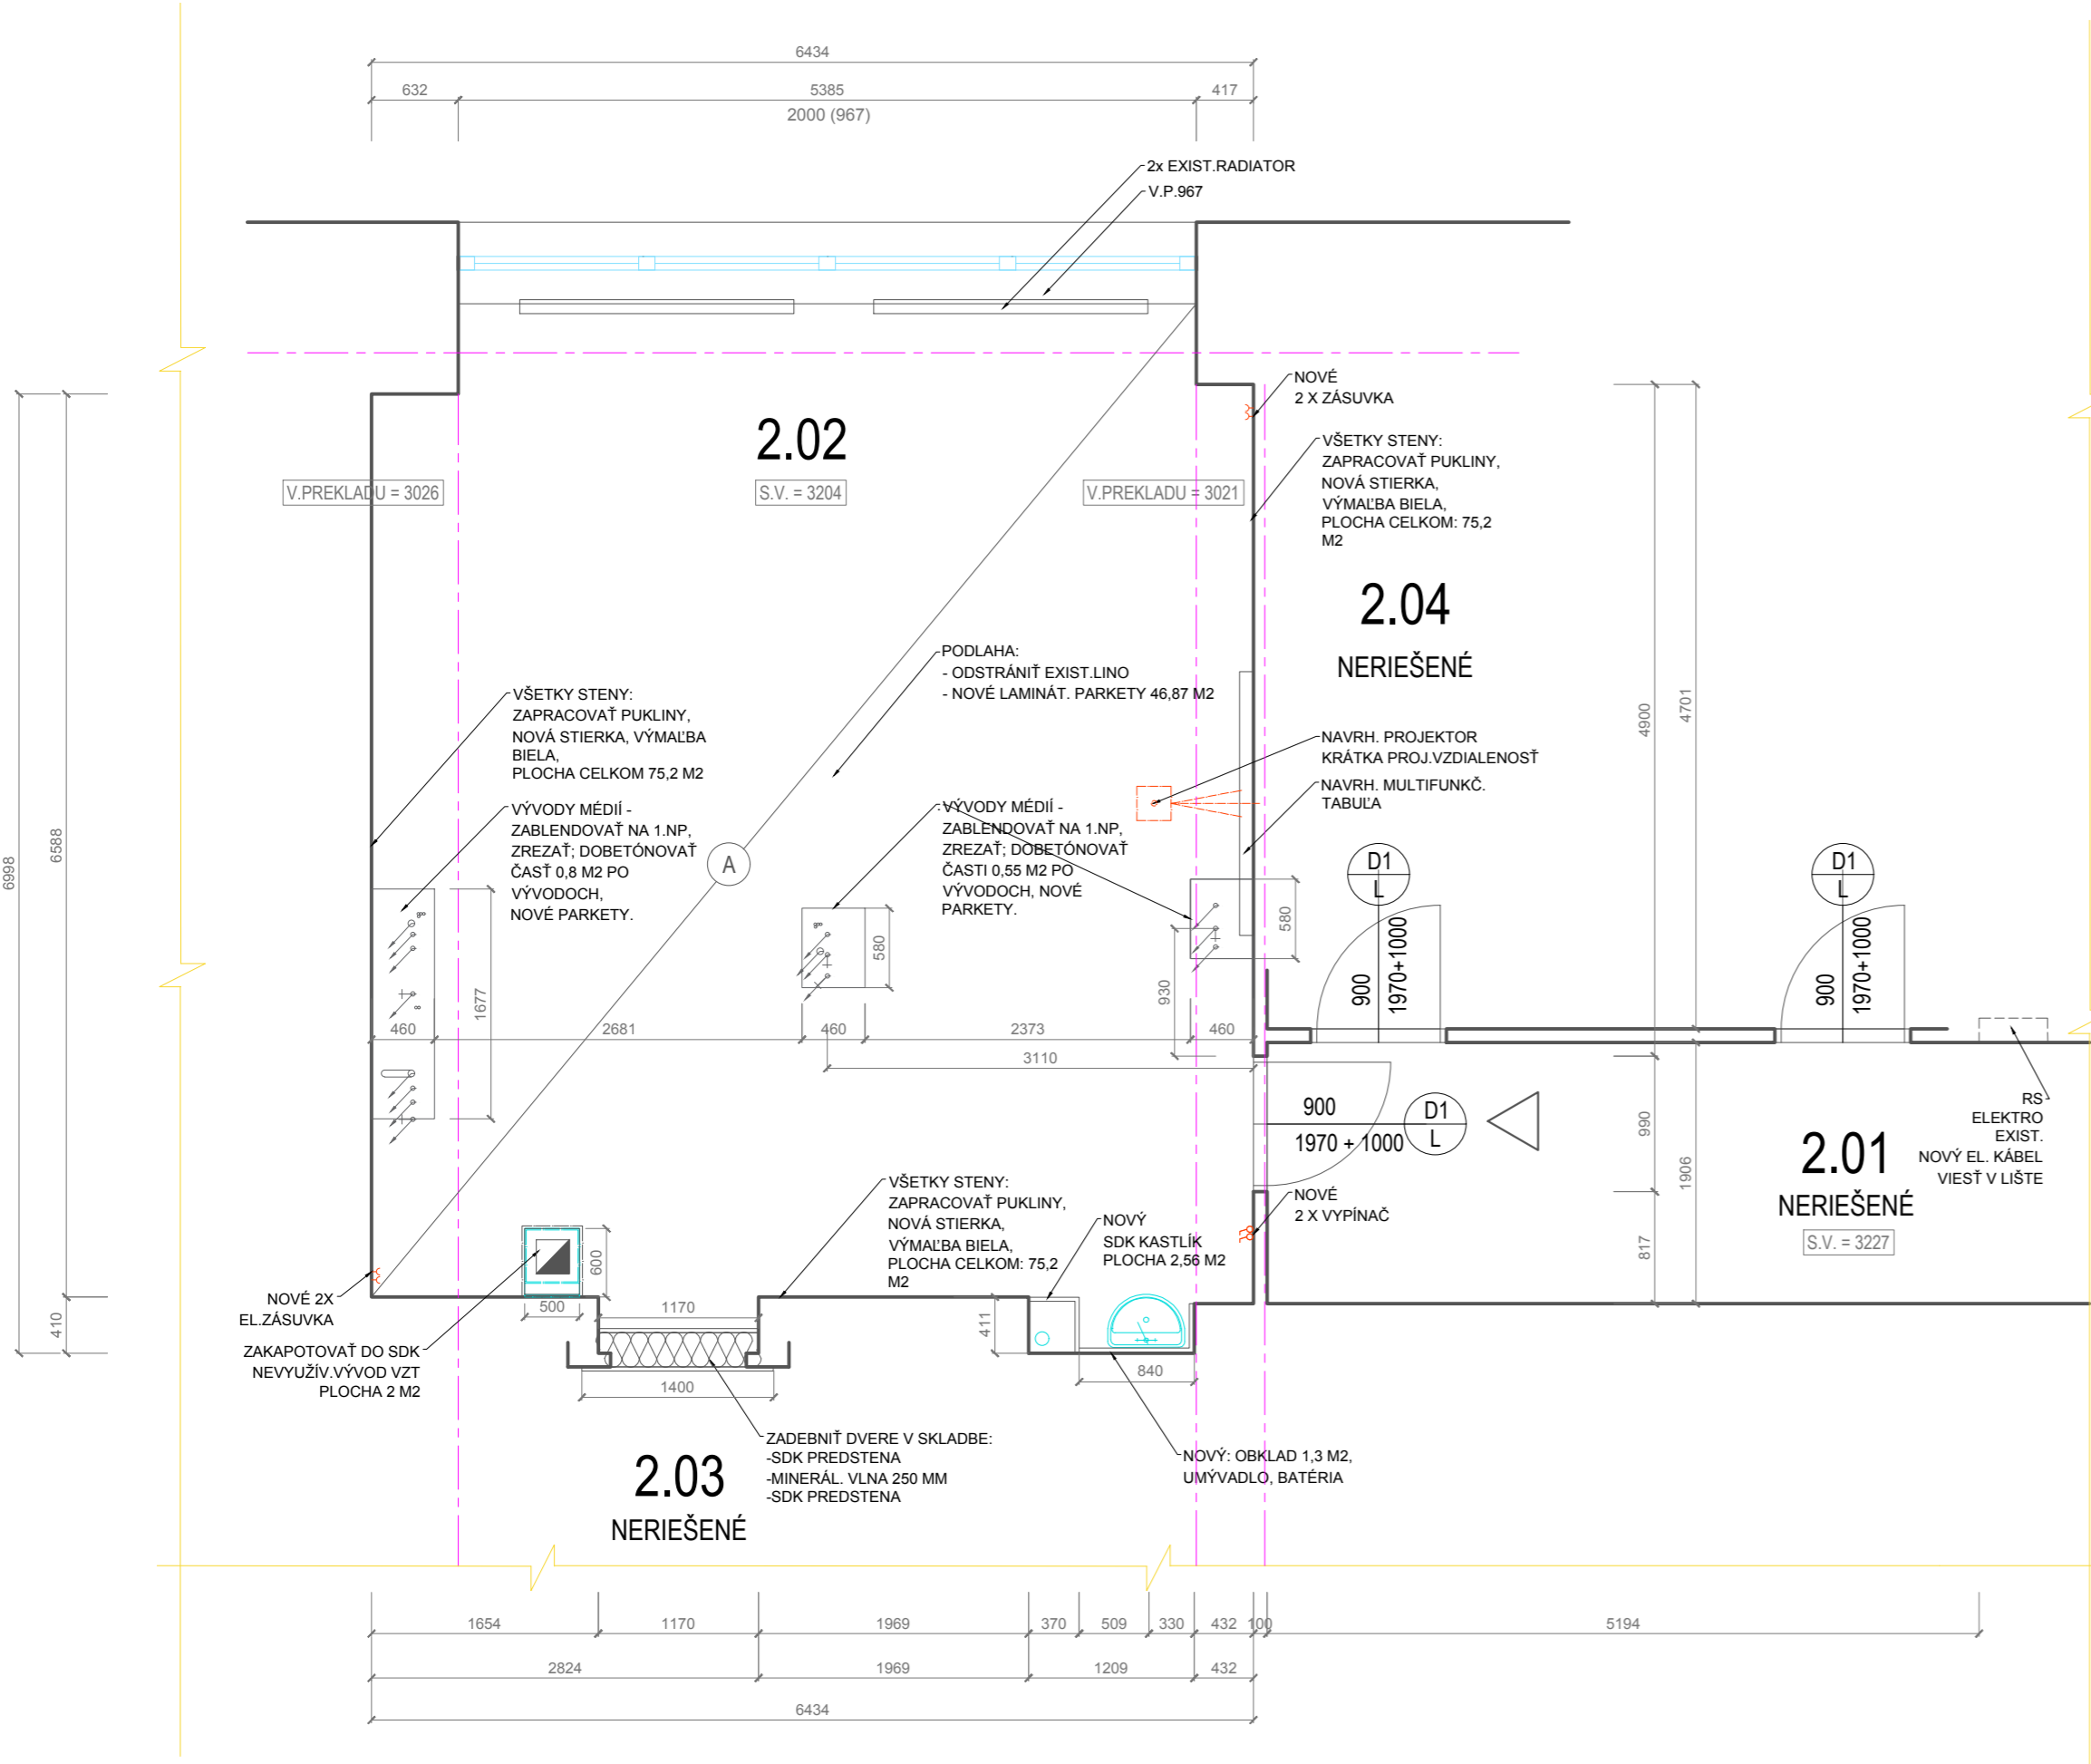 6434
632
5385
417
2000 (967)
2x EXIST.RADIATOR
V.P.967
NOVÉ
2 X ZÁSUVKA
2.02
S.V. = 3204
V.PREKLADU = 3026
V.PREKLADU = 3021
VŠETKY STENY:
ZAPRACOVAŤ PUKLINY,
NOVÁ STIERKA,
VÝMAĽBA BIELA,
PLOCHA CELKOM: 75,2
M2
2.04
NERIEŠENÉ
PODLAHA:
- ODSTRÁNIŤ EXIST.LINO
- NOVÉ LAMINÁT. PARKETY 46,87 M2
VŠETKY STENY:
ZAPRACOVAŤ PUKLINY,
NOVÁ STIERKA, VÝMAĽBA
BIELA,
PLOCHA CELKOM 75,2 M2
NAVRH. PROJEKTOR
KRÁTKA PROJ.VZDIALENOSŤ
NAVRH. MULTIFUNKČ.
TABUĽA
VÝVODY MÉDIÍ -
ZABLENDOVAŤ NA 1.NP,
ZREZAŤ; DOBETÓNOVAŤ
ČASŤ 0,8 M2 PO
VÝVODOCH,
NOVÉ PARKETY.
VÝVODY MÉDIÍ -
ZABLENDOVAŤ NA 1.NP,
ZREZAŤ; DOBETÓNOVAŤ
ČASTI 0,55 M2 PO
VÝVODOCH, NOVÉ
PARKETY.
A
6998
6588
410
4900
4701
D1
L
900
1970+1000
D1
L
900
1970+1000
580
580
930
1677
460
2681
460
2373
460
3110
900
1970 + 1000
D1
L
990
1906
817
2.01
NERIEŠENÉ
S.V. = 3227
RS
ELEKTRO
EXIST.
NOVÝ EL. KÁBEL
VIESŤ V LIŠTE
NOVÉ
2 X VYPÍNAČ
VŠETKY STENY:
ZAPRACOVAŤ PUKLINY,
NOVÁ STIERKA,
VÝMAĽBA BIELA,
PLOCHA CELKOM: 75,2
M2
NOVÝ
SDK KASTLÍK
PLOCHA 2,56 M2
600
500
1170
411
840
1400
NOVÉ 2X
EL.ZÁSUVKA
ZAKAPOTOVAŤ DO SDK
NEVYUŽÍV.VÝVOD VZT
PLOCHA 2 M2
ZADEBNIŤ DVERE V SKLADBE:
-SDK PREDSTENA
-MINERÁL. VLNA 250 MM
-SDK PREDSTENA
NOVÝ: OBKLAD 1,3 M2,
UMÝVADLO, BATÉRIA
2.03
NERIEŠENÉ
1654
1170
1969
370
509
330
432
100
5194
2824
1969
1209
432
6434